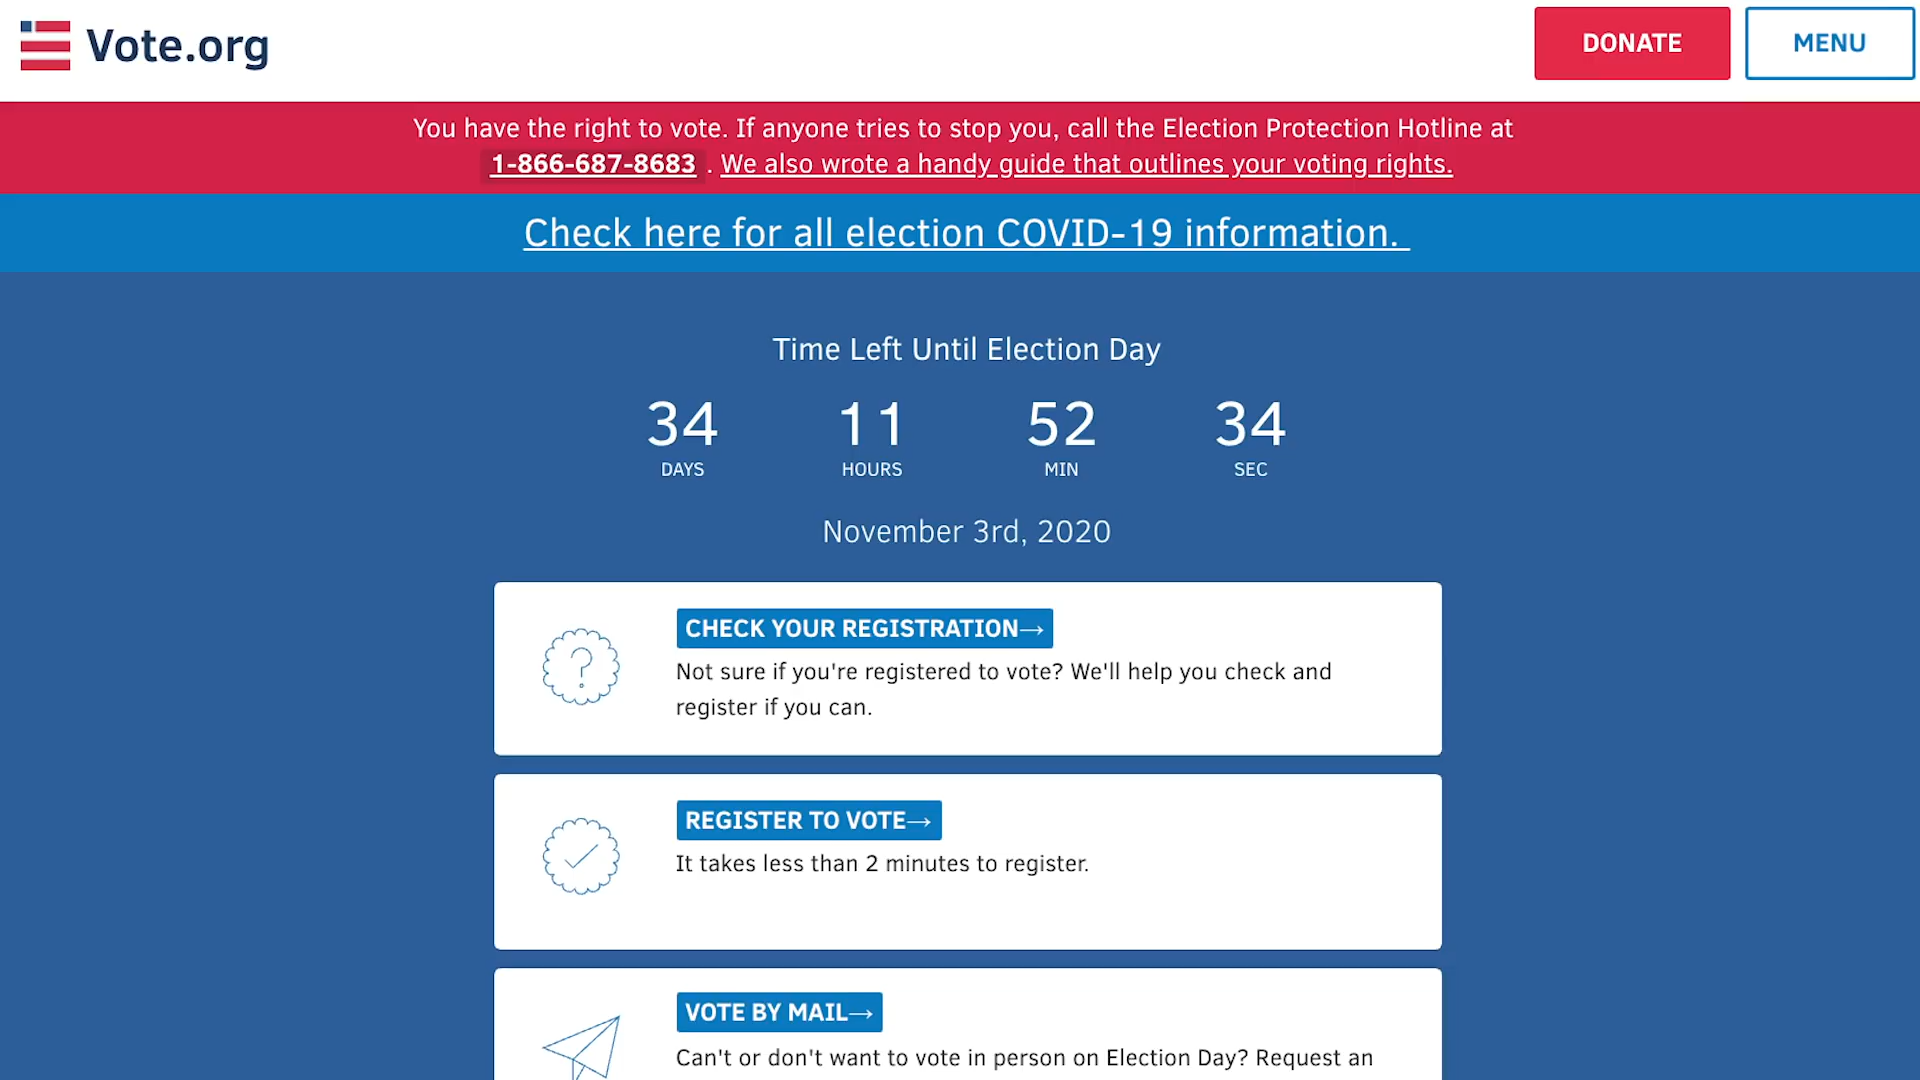 Vote.org
DONATE
MENU
You have the right to vote. If anyone tries to stop you, call the Election Protection Hotline at
1-866-687-8683 . We also wrote a handy guide that outlines your voting rights.
Check here for all election COVID-19 information.
Time Left Until Election Day
34 11 52 34
DAYS HOURS MIN SEC
November 3rd, 2020
?
CHECK YOUR REGISTRATION→
Not sure if you're registered to vote? We'll help you check and
register if you can.
REGISTER TO VOTE→
It takes less than 2 minutes to register.
VOTE BY MAIL→
Can't or don't want to vote in person on Election Day? Request an